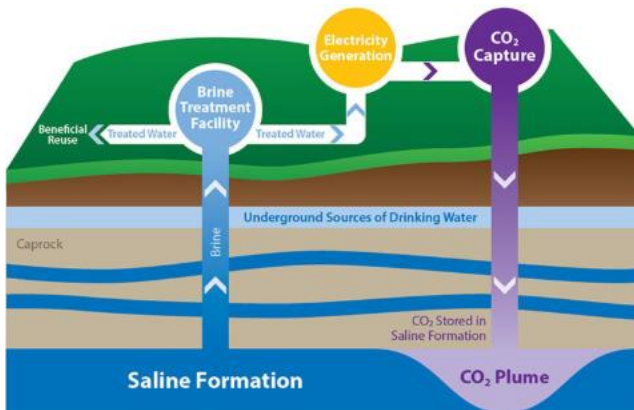 Electricity
Generation
CO₂
Capture
Brine
Treatment
Facility
Beneficial
Reuse
Treated Water
Treated Water
Underground Sources of Drinking Water
Caprock
Brine
CO₂ Stored in
Saline Formation
Saline Formation
CO₂ Plume